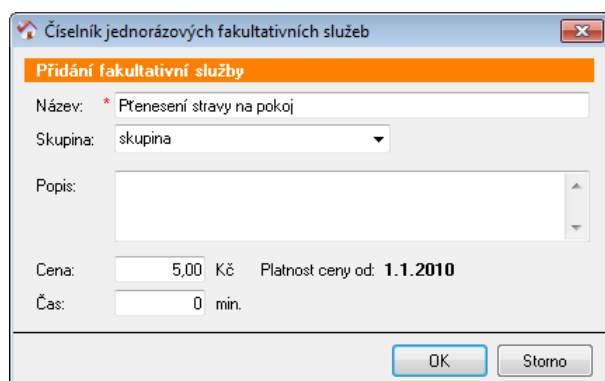 Číselník jednorázových fakultativních služeb
Přidání fakultativní služby
Název: * Přenesení stravy na pokoj
Skupina: skupina
Popis:
Cena: 5,00 Kč Platnost ceny od: 1.1.2010
Čas: 0 min.
OK Storno